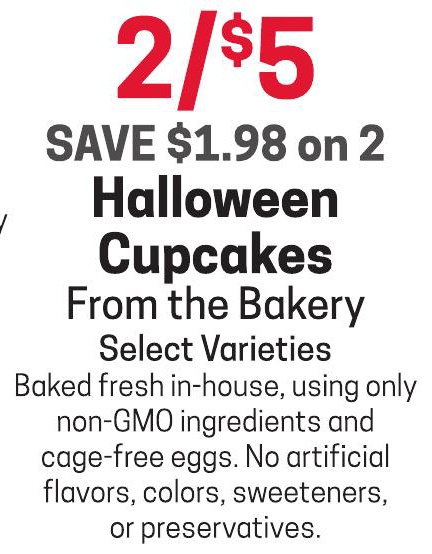 2/$5
SAVE $1.98 on 2
Halloween
Cupcakes
From the Bakery
Select Varieties
Baked fresh in-house, using only
non-GMO ingredients and
cage-free eggs. No artificial
flavors, colors, sweeteners,
or preservatives.